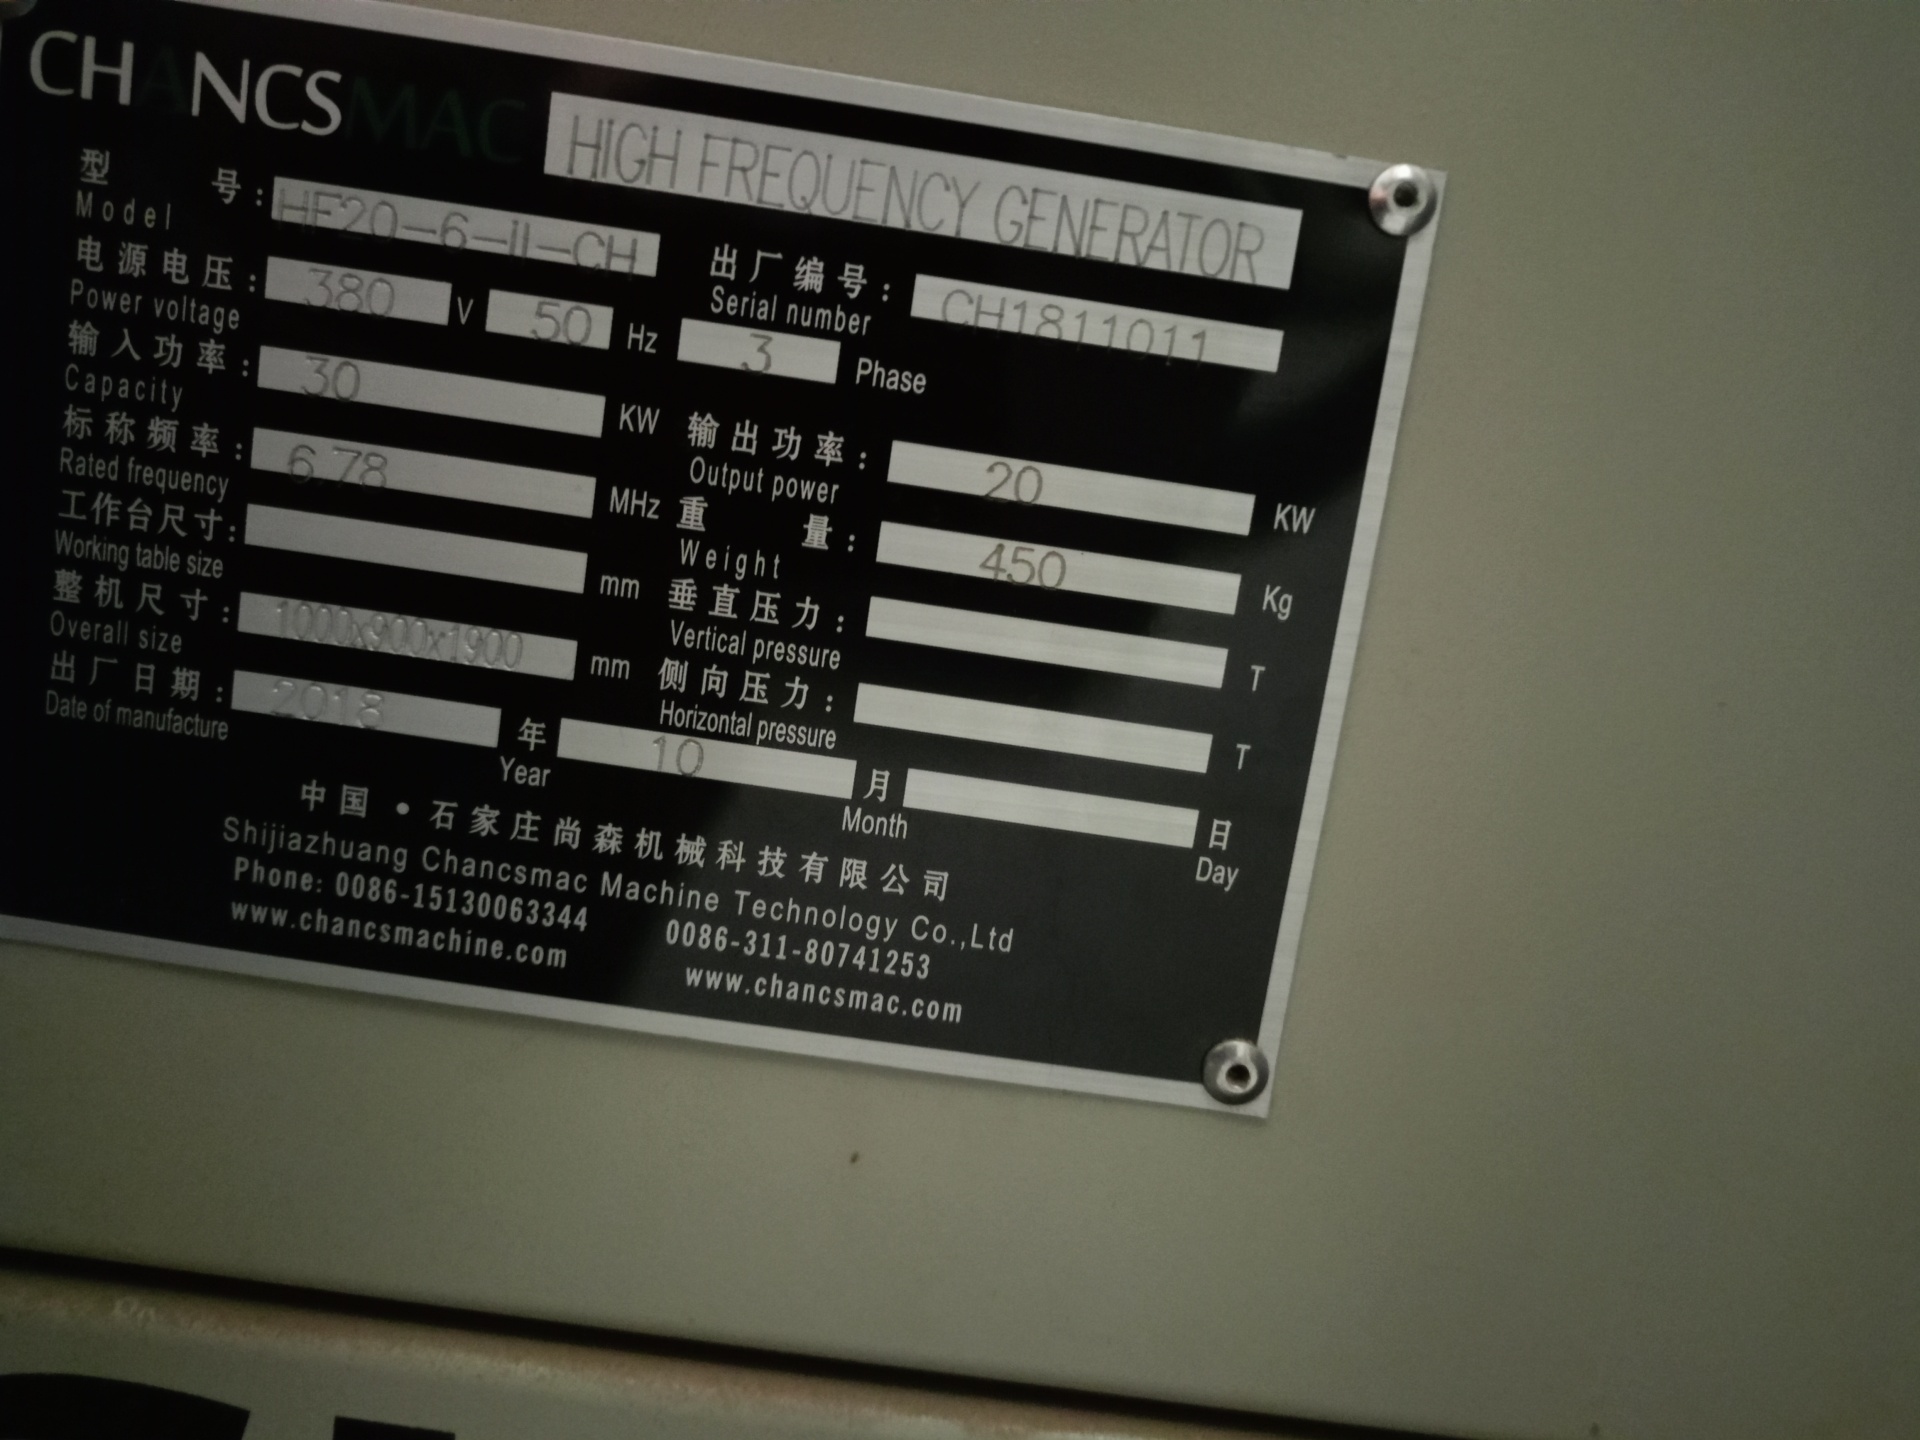 CHANCSMAC
HIGH FREQUENCY GENERATOR
型 号: HF20-6-II-CH
Model
出厂编号: CH1811011
Serial number
电源电压: 380 V 50 Hz 3 Phase
Power voltage
输入功率: 30 KW
Capacity
输出功率: 20 KW
Output power
标称频率: 6.78 MHz
Rated frequency
重 量: 450 Kg
Weight
工作台尺寸: mm
Working table size
垂直压力: T
Vertical pressure
整机尺寸: 1000x900x1900 mm
Overall size
侧向压力: T
Horizontal pressure
出厂日期: 2018 年 10 月 日
Date of manufacture Year Month Day
中国·石家庄尚森机械科技有限公司
Shijiazhuang Chancsmac Machine Technology Co.,Ltd
Phone: 0086-15130063344 0086-311-80741253
www.chancsmachine.com www.chancsmac.com